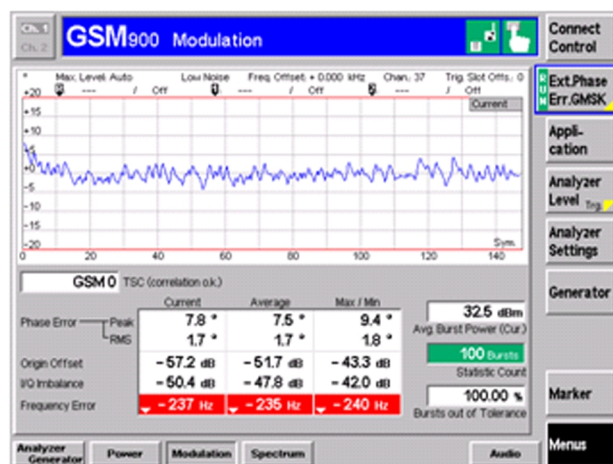 Ch. 1
Ch. 2
GSM900 Modulation
Connect Control
° Max. Level: Auto Low Noise Freq. Offset: + 0.000 kHz Chan.: 37 Trig. Slot Offs.: 0
+20 --- / Off --- / Off --- / Off
Current
+15
+10
+5
+0
-5
-10
-15
-20
Sym.
0 20 40 60 80 100 120 140
RUN
Ext.Phase Err.GMSK
Appli-
cation
Analyzer Level Trg.
Analyzer Settings
Generator
Marker
Menus
GSM 0 TSC (correlation o.k.)
Current Average Max / Min
Phase Error Peak 7.8 ° 7.5 ° 9.4 °
RMS 1.7 ° 1.7 ° 1.8 °
Origin Offset - 57.2 dB - 51.7 dB - 43.3 dB
I/Q Imbalance - 50.4 dB - 47.8 dB - 42.0 dB
Frequency Error - 237 Hz - 235 Hz - 240 Hz
32.5 dBm
Avg. Burst Power (Cur.)
100 Bursts
Statistic Count
100.00 %
Bursts out of Tolerance
Analyzer Generator
Power
Modulation
Spectrum
Audio